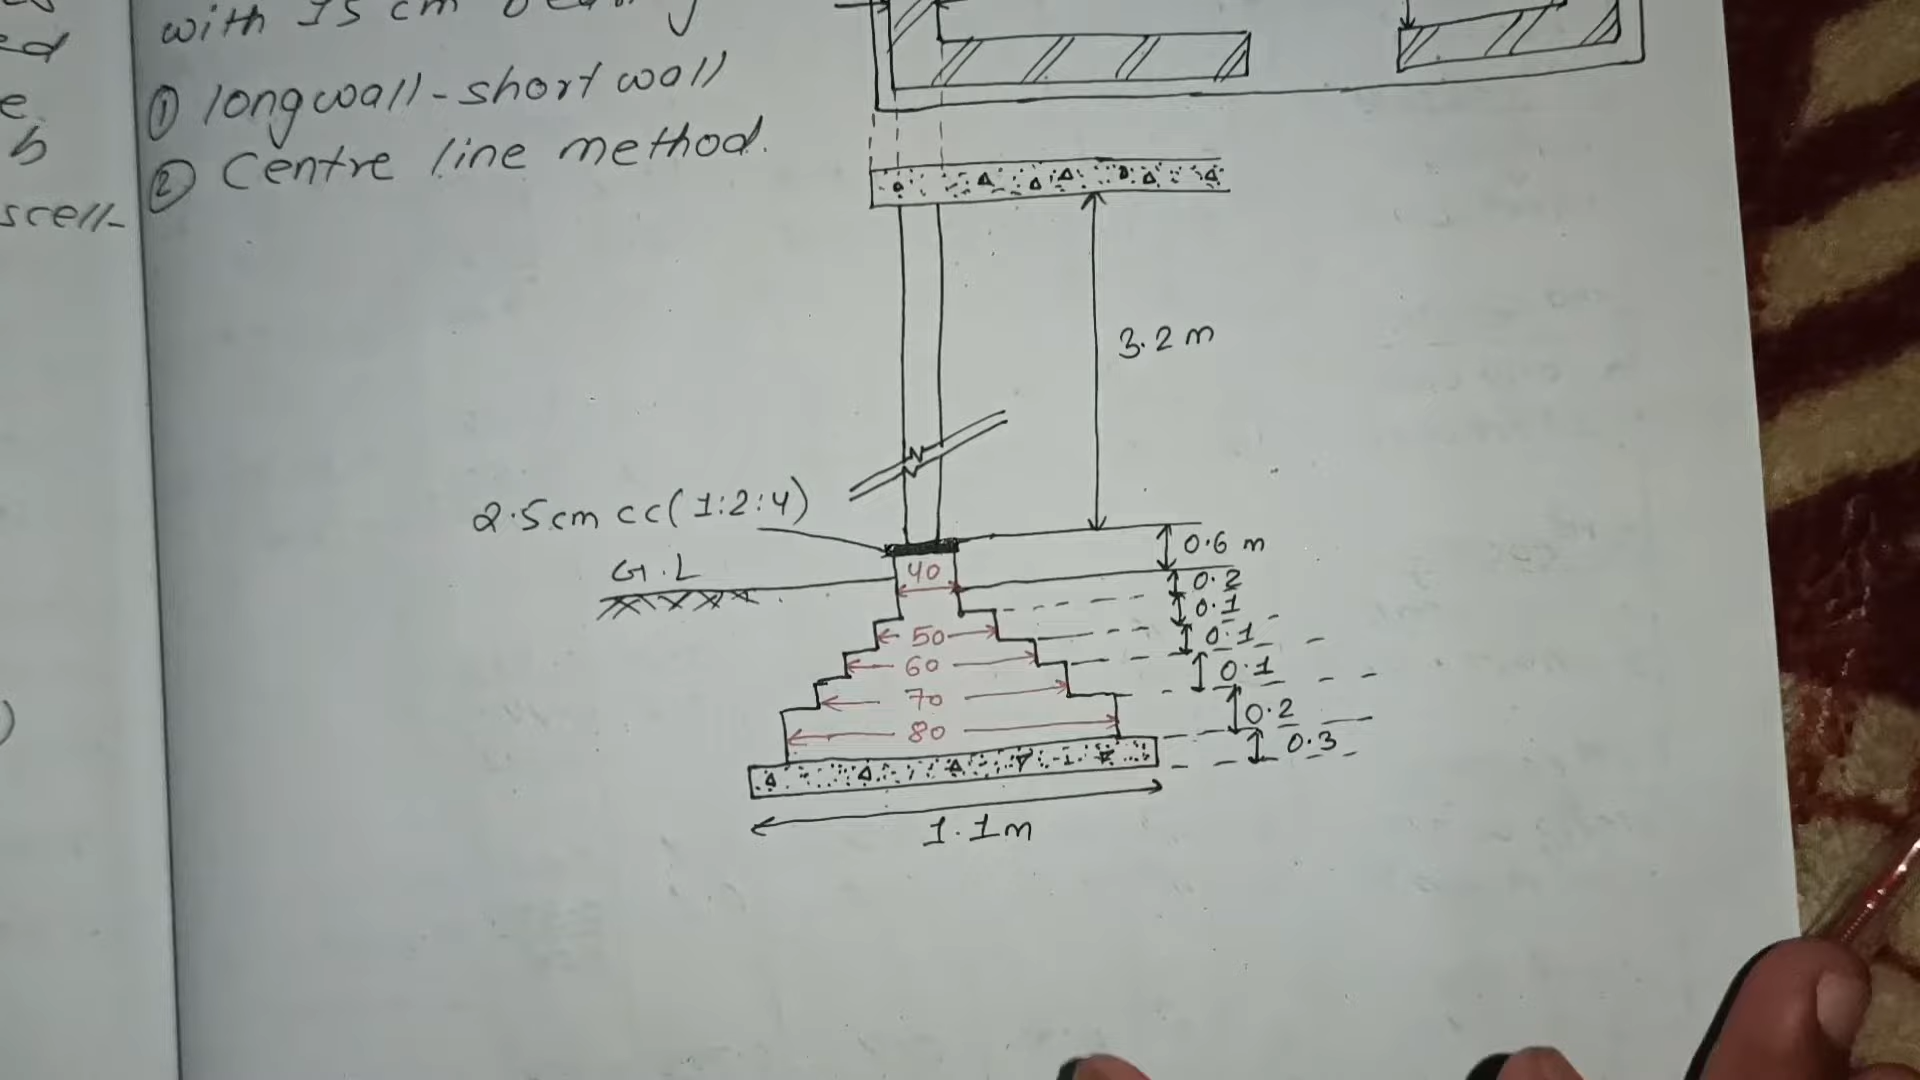 with 15 cm
ed
① longwall-short wall
e
② Centre line method.
b
scell-
3.2 m
2.5cm cc(1:2:4)
0.6 m
G.L
40
0.2
0.1
50
0.1
60
0.1
70
0.2
80
0.3
1.1m